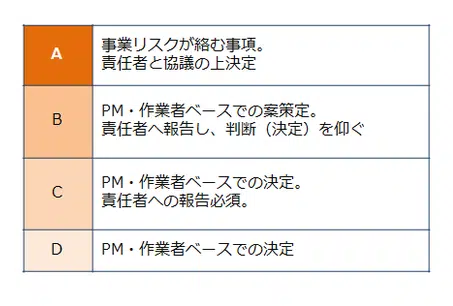 A
事業リスクが絡む事項。
責任者と協議の上決定
B
PM・作業者ベースでの案策定。
責任者へ報告し、判断（決定）を仰ぐ
C
PM・作業者ベースでの決定。
責任者への報告必須。
D
PM・作業者ベースでの決定